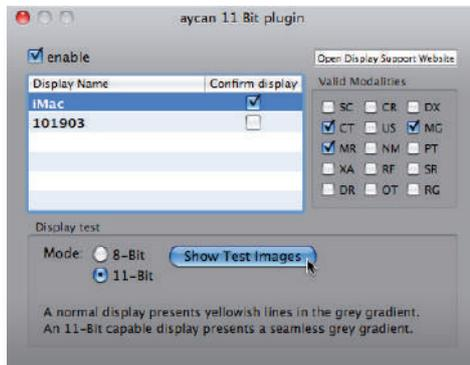 aycan 11 Bit plugin
enable
Open Display Support Website
Display Name Confirm display
iMac
101903
Valid Modalities
SC CR DX
CT US MG
MR NM PT
XA RF SR
DR OT RG
Display test
Mode: 8-Bit Show Test Images
11-Bit
A normal display presents yellowish lines in the grey gradient.
An 11-Bit capable display presents a seamless grey gradient.